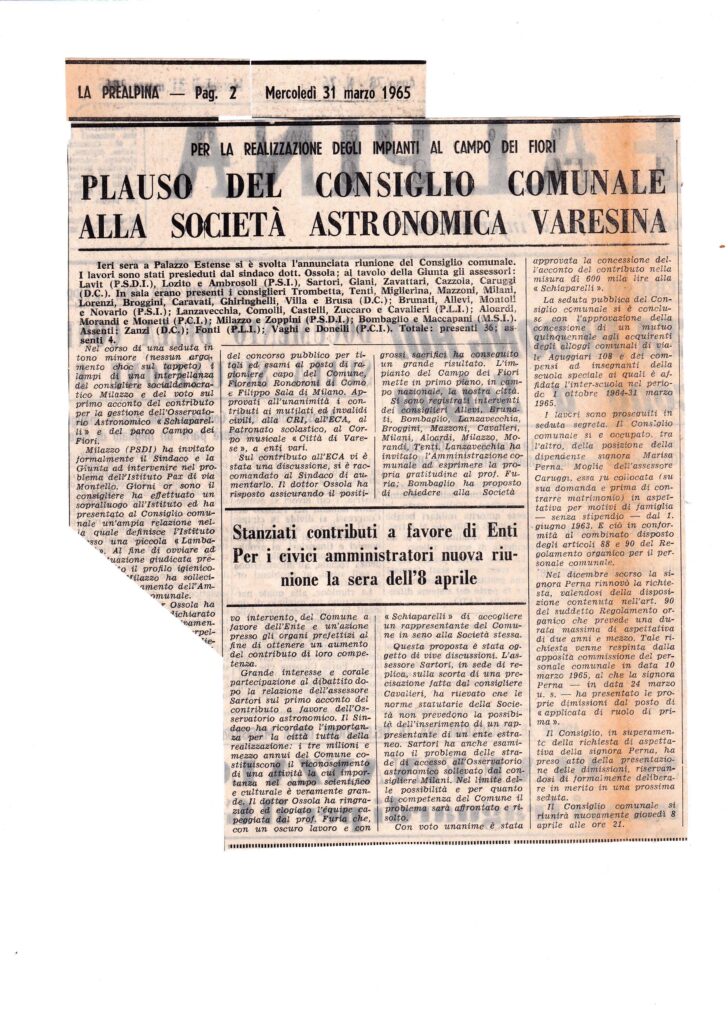 LA PREALPINA — Pag. 2 Mercoledì 31 marzo 1965
PER LA REALIZZAZIONE DEGLI IMPIANTI AL CAMPO DEI FIORI
PLAUSO DEL CONSIGLIO COMUNALE
ALLA SOCIETÀ ASTRONOMICA VARESINA
Ieri sera a Palazzo Estense si è svolta l'annunciata riunione del Consiglio comunale.
I lavori sono stati presieduti dal sindaco dott. Ossola; al tavolo della Giunta gli assessori:
Lavit (P.S.D.I.), Lozito e Ambrosoli (P.S.I.), Sartori, Giani, Zavattari, Cazzola, Caruggi
(D.C.). In sala erano presenti i consiglieri Trombetta, Tenti, Miglierina, Mazzoni, Milani,
Lorenzi, Broggini, Caravati, Ghiringhelli, Villa e Brusa (D.C.); Brunati, Allevi, Montoli
e Novario (P.S.I.); Lanzavecchia, Comolli, Castelli, Zuccaro e Cavalieri (P.L.I.); Aloardi,
Morandi e Monetti (P.C.I.); Milazzo e Zoppini (P.S.D.I.); Bombaglio e Maccapani (M.S.I.).
Assenti: Zanzi (D.C.); Fonti (P.L.I.); Vaghi e Donelli (P.C.I.). Totale: presenti 36; as-
senti 4.
Nel corso di una seduta in
tono minore (nessun argo-
mento choc sul tappeto) i
lampi di una interpellanza
del consigliere socialdemocra-
tico Milazzo e del voto sul
primo acconto del contributo
per la gestione dell'Osservato-
rio Astronomico « Schiaparel-
li » e del parco Campo dei
Fiori.
Milazzo (PSDI) ha invitato
formalmente il Sindaco e la
Giunta ad intervenire nel pro-
blema dell'Istituto Paz di via
Montello. Giorni or sono il
consigliere ha effettuato un
sopralluogo all'Istituto ed ha
presentato al Consiglio comu-
nale un'ampia relazione nel-
la quale definisce l'Istituto
una piccola « Lamba-
Al fine di ovviare ad
giudicata pre-
il profilo igienico-
Milazzo ha solleci-
dell'Am-
comunale.
Ossola ha
dichiarato
del concorso pubblico per ti-
toli ed esami al posto di ra-
gioniere capo del Comune,
Fiorenzo Ronzoroni di Como
e Filippo Sala di Milano. Ap-
provati all'unanimità i con-
tributi ai mutilati ed invalidi
civili, alla CRI, all'ECA, al
Patronato scolastico, al Cor-
po musicale « Città di Vare-
se », a enti vari.
Sul contributo all'ECA vi è
stata una discussione, si è rac-
comandato al Sindaco di au-
mentarlo. Il dottor Ossola ha
risposto assicurando il positi-
grossi sacrifici ha conseguito
un grande risultato. L'im-
pianto del Campo dei Fiori
mette in primo piano, in campo
nazionale, la nostra città.
Si sono registrati interventi
dei consiglieri Allevi, Bruna-
ti, Bombaglio, Lanzavecchia,
Broggini, Mazzoni, Cavalieri,
Milani, Aloardi, Milazzo, Mo-
randi, Tenti. Lanzavecchia ha
invitato l'Amministrazione co-
munale ad esprimere la pro-
pria gratitudine al prof. Fu-
ria; Bombaglio ha proposto
di chiedere alla Società
Stanziati contributi a favore di Enti
Per i civici amministratori nuova riu-
nione la sera dell'8 aprile
vo intervento del Comune a
favore dell'Ente e un'azione
presso gli organi prefettizi al
fine di ottenere un aumento
del contributo di loro compe-
tenza.
Grande interesse e corale
partecipazione al dibattito do-
po la relazione dell'assessore
Sartori sul primo acconto del
contributo a favore dell'Os-
servatorio astronomico. Il Sin-
daco ha ricordato l'importan-
za per la città tutta della
realizzazione: i tre milioni e
mezzo annui del Comune co-
stituiscono il riconoscimento
di una attività la cui impor-
tanza nel campo scientifico
e culturale è veramente gran-
de. Il dottor Ossola ha ringra-
ziato ed elogiato l'équipe ca-
peggiata dal prof. Furia che,
con un oscuro lavoro e con
« Schiaparelli » di accogliere
un rappresentante del Comu-
ne in seno alla Società stessa.
Questa proposta è stata og-
getto di vive discussioni. L'as-
sessore Sartori, in sede di re-
plica, sulla scorta di una pre-
cisazione fatta dal consigliere
Cavalieri, ha rilevato che le
norme statutarie della Socie-
tà non prevedono la possibi-
tà dell'inserimento di un rap-
presentante di un ente estra-
neo. Sartori ha anche esami-
nato il problema delle stra-
de d'accesso all'Osservatorio
astronomico sollevato dal con-
sigliere Milani. Nel limite del-
le possibilità e per quanto
di competenza del Comune il
problema sarà affrontato e ri-
solto.
Con voto unanime è stata
approvata la concessione del-
l'acconto del contributo nella
misura di 600 mila lire alla
« Schiaparelli ».
La seduta pubblica del Con-
siglio comunale si è conclu-
sa con l'approvazione della
concessione di un mutuo
quinquennale agli acquirenti
degli alloggi comunali di via-
le Aguggiari 108 e dei com-
pensi ad insegnanti della
scuola speciale ai quali è af-
fidata l'inter-scuola nel perio-
do 1 ottobre 1964-31 marzo
1965.
I lavori sono proseguiti in
seduta segreta. Il Consiglio
comunale si è occupato, tra
l'altro, della posizione della
dipendente signora Marisa
Perna. Moglie dell'assessore
Caruggi, essa fu collocata (su
sua domanda e prima di con-
trarre matrimonio) in aspet-
tativa per motivi di famiglia
— senza stipendio — dal 1.
giugno 1963. E ciò in confor-
mità al combinato disposto
degli articoli 88 e 90 del Re-
golamento organico per il per-
sonale comunale.
Nel dicembre scorso la si-
gnora Perna rinnovò la richie-
sta, valendosi della disposi-
zione contenuta nell'art. 90
del suddetto Regolamento or-
ganico che prevede una du-
rata massima di aspettativa
di due anni e mezzo. Tale ri-
chiesta venne respinta dalla
apposita commissione del per-
sonale comunale in data 10
marzo 1965, al che la signora
Perna — in data 24 marzo
u. s. — ha presentato le pro-
prie dimissioni dal posto di
« applicata di ruolo di pri-
ma ».
Il Consiglio, in superamen-
to della richiesta di aspetta-
tiva della signora Perna, ha
preso atto della presentazio-
ne delle dimissioni, riservan-
dosi di formalmente delibera-
re in merito in una prossima
seduta.
Il Consiglio comunale si
riunirà nuovamente giovedì 8
aprile alle ore 21.